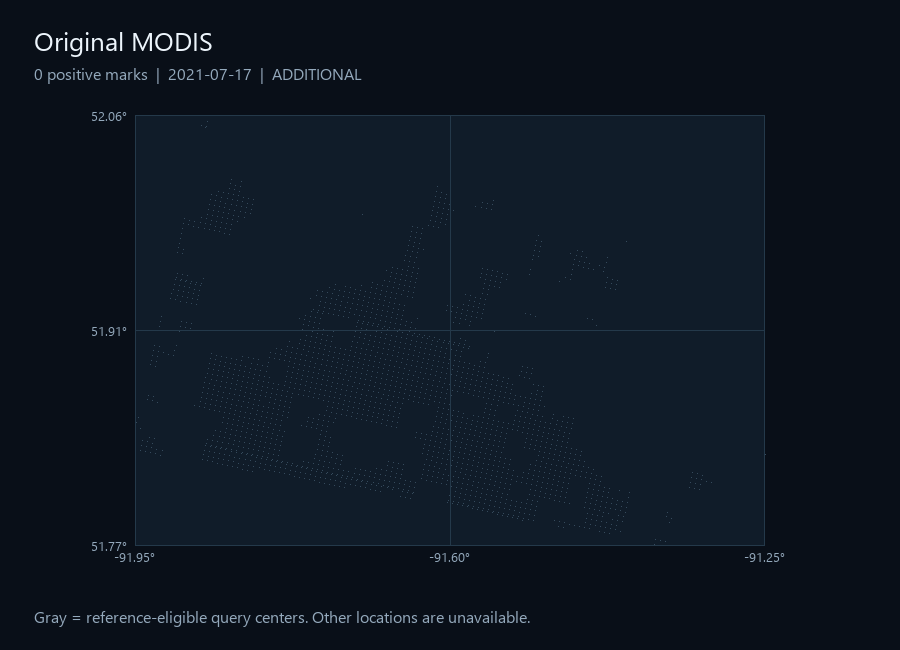 Original MODIS
0 positive marks | 2021-07-17 | ADDITIONAL
52.06°
51.91°
51.77°
-91.95° -91.60° -91.25°
Gray = reference-eligible query centers. Other locations are unavailable.